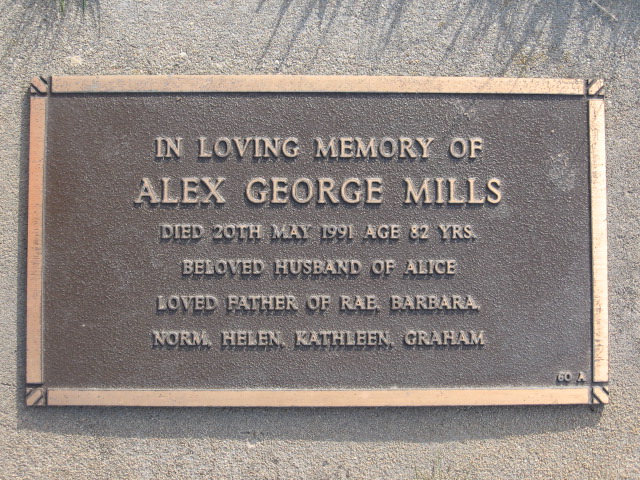 IN LOVING MEMORY OF
ALEX GEORGE MILLS
DIED 20TH MAY 1991 AGE 82 YRS.
BELOVED HUSBAND OF ALICE
LOVED FATHER OF RAE, BARBARA,
NORM, HELEN, KATHLEEN, GRAHAM
60 A